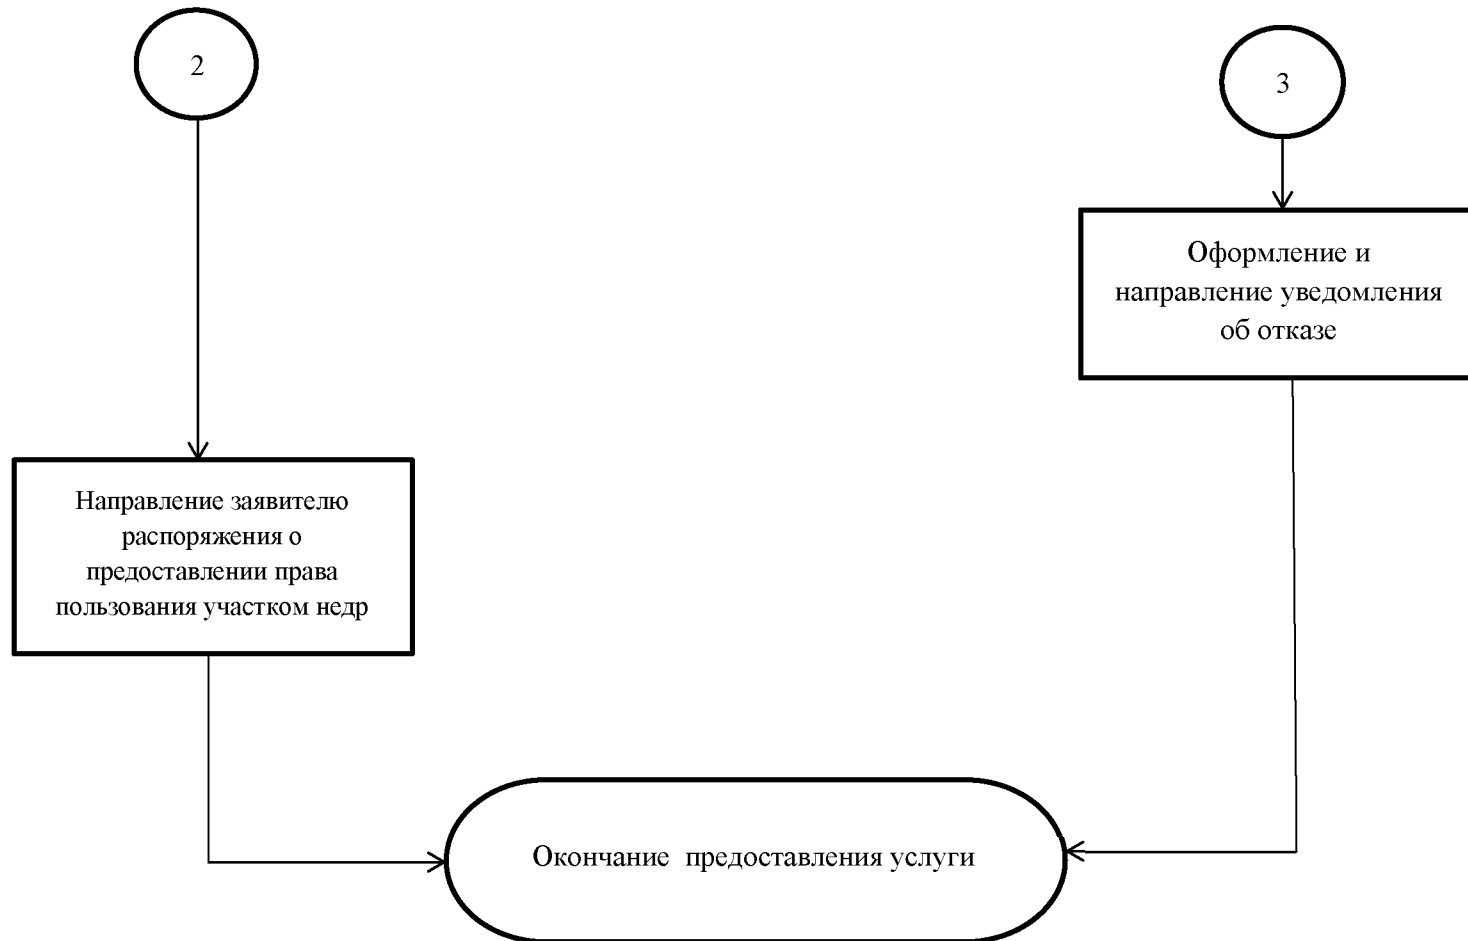 2
3
Оформление и
направление уведомления
об отказе
Направление заявителю
распоряжения о
предоставлении права
пользования участком недр
Окончание предоставления услуги